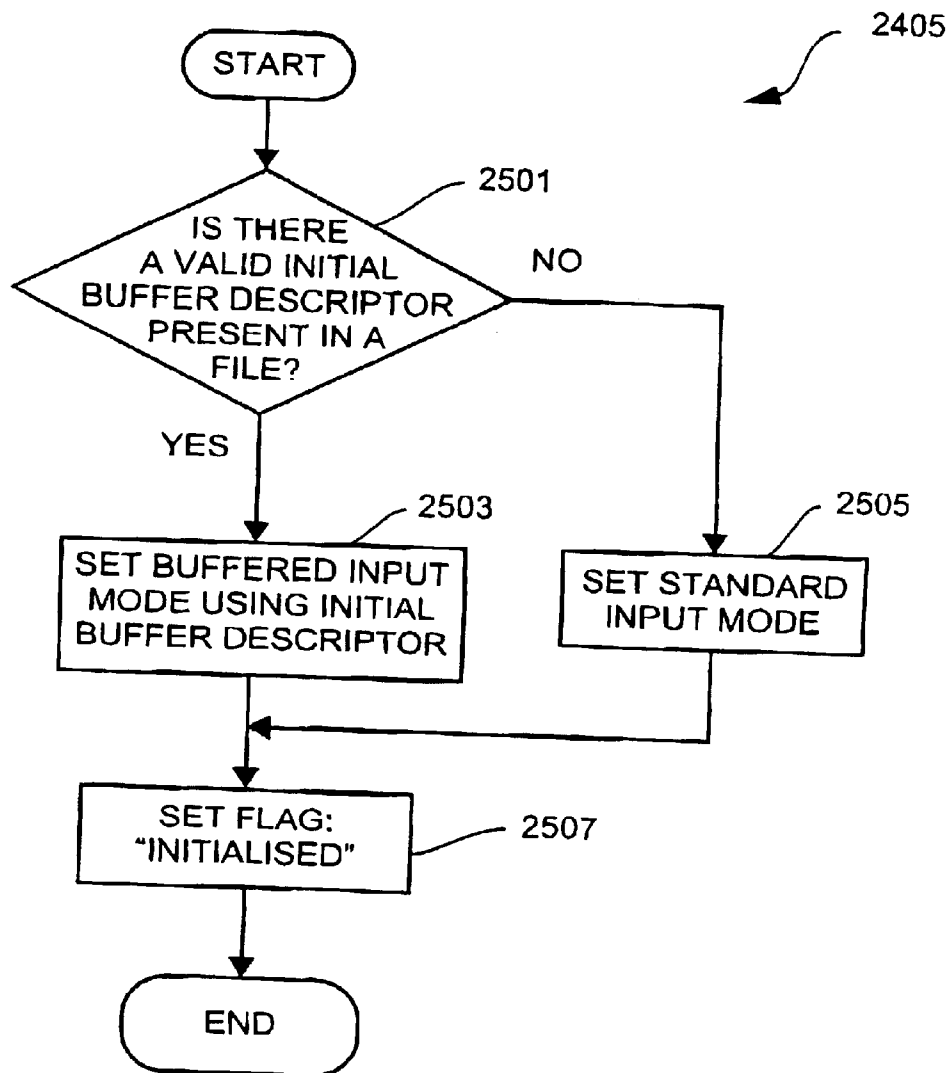 2405
START
2501
IS THERE
A VALID INITIAL
BUFFER DESCRIPTOR
PRESENT IN A
FILE?
NO
YES
2503
SET BUFFERED INPUT
MODE USING INITIAL
BUFFER DESCRIPTOR
2505
SET STANDARD
INPUT MODE
SET FLAG:
"INITIALISED"
2507
END